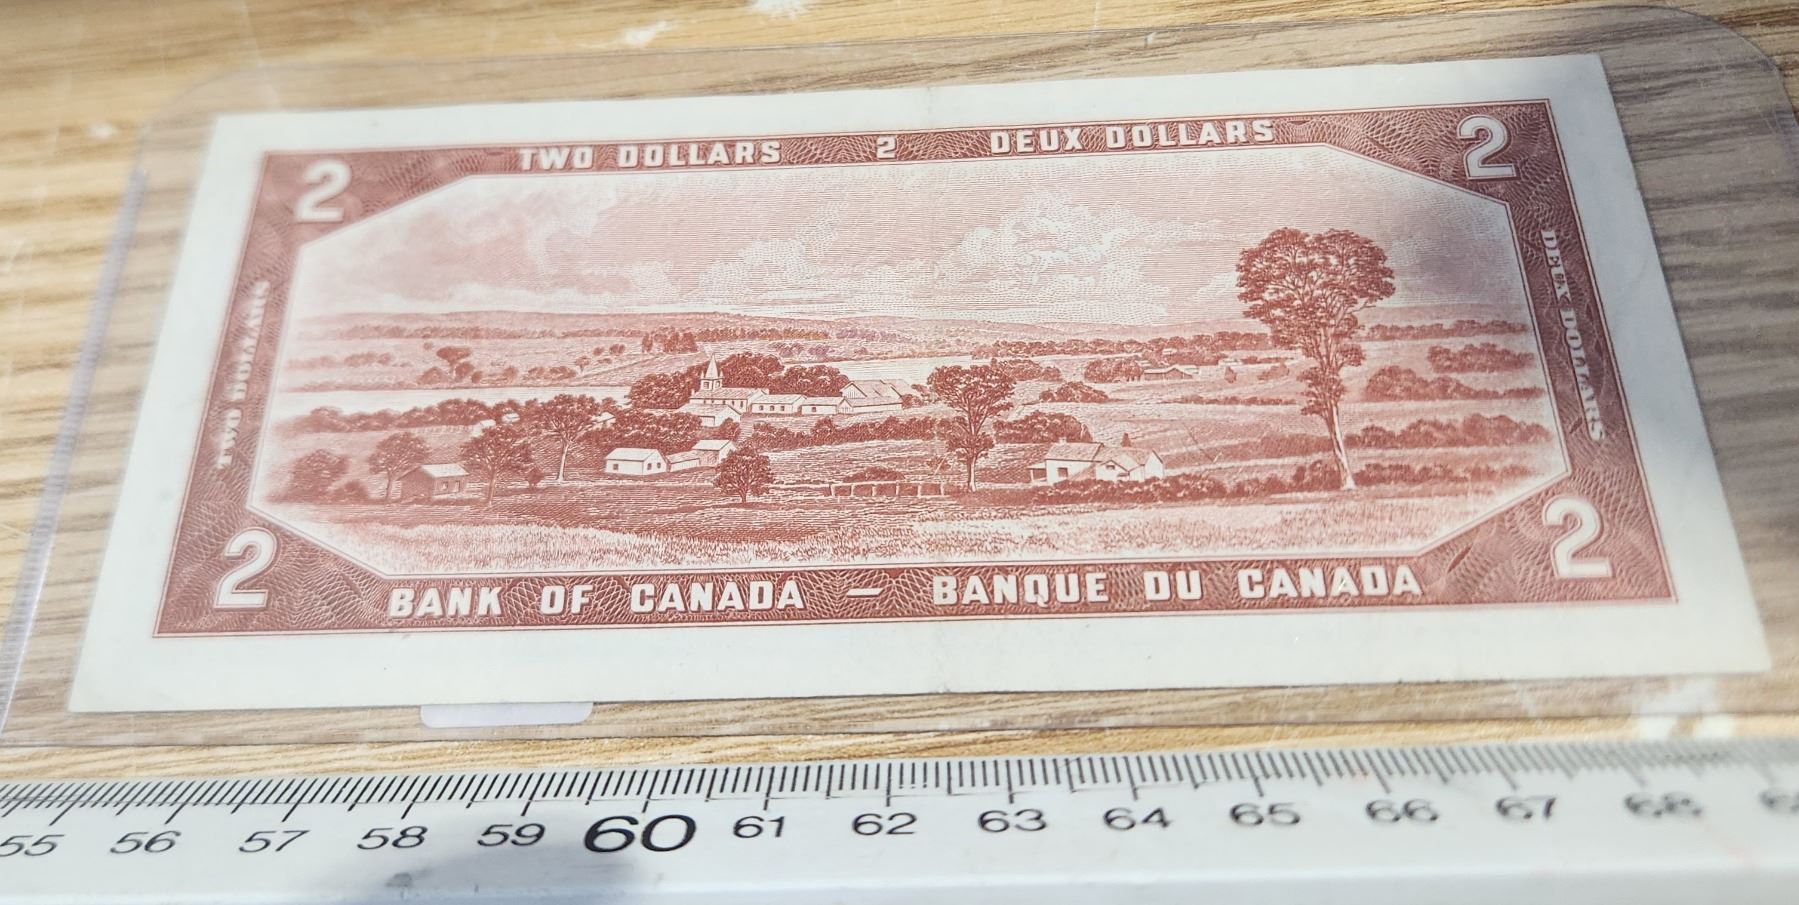 TWO DOLLARS 2 DEUX DOLLARS
2 2
TWO DOLLARS
DEUX DOLLARS
2 2
BANK OF CANADA — BANQUE DU CANADA
55 56 57 58 59 60 61 62 63 64 65 66 67 68